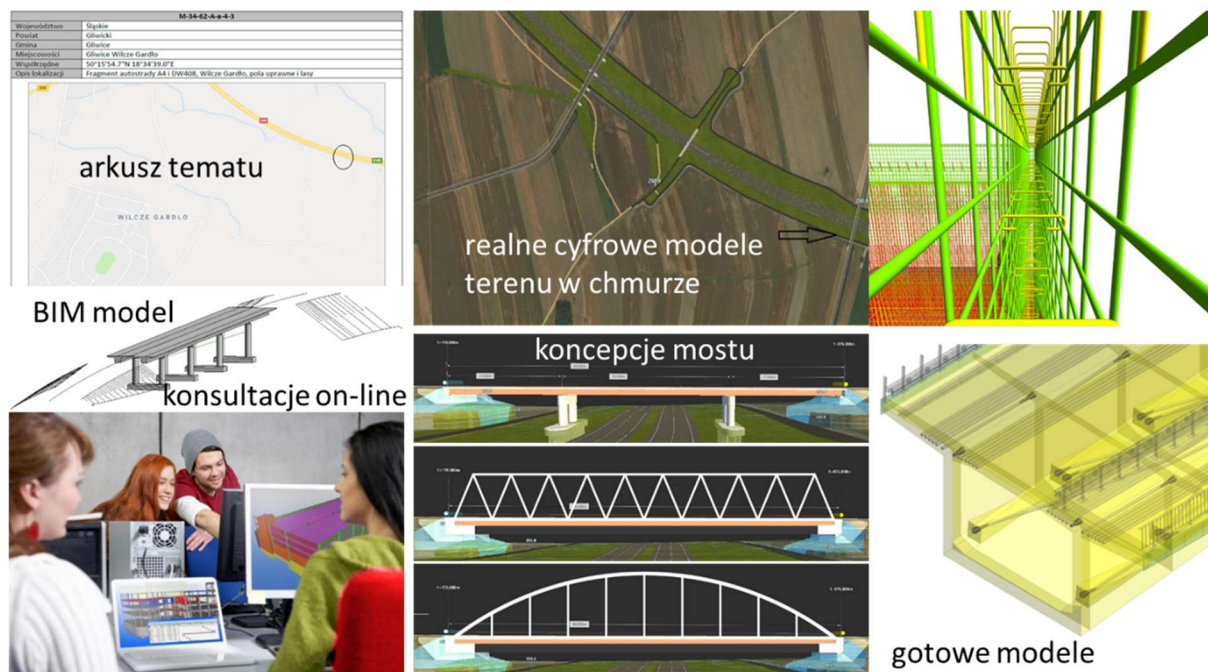 M-34-62-A-a-4-3
Województwo Śląskie
Powiat Gliwicki
Gmina Gliwice
Miejscowości Gliwice Wilcze Gardło
Współrzędne 50°15'54.7"N 18°34'39.0"E
Opis lokalizacji Fragment autostrady A4 i DW408, Wilcze Gardło, pola uprawne i lasy
arkusz tematu
WILCZE GARDŁO
realne cyfrowe modele
terenu w chmurze
BIM model
konsultacje on-line
koncepcje mostu
gotowe modele